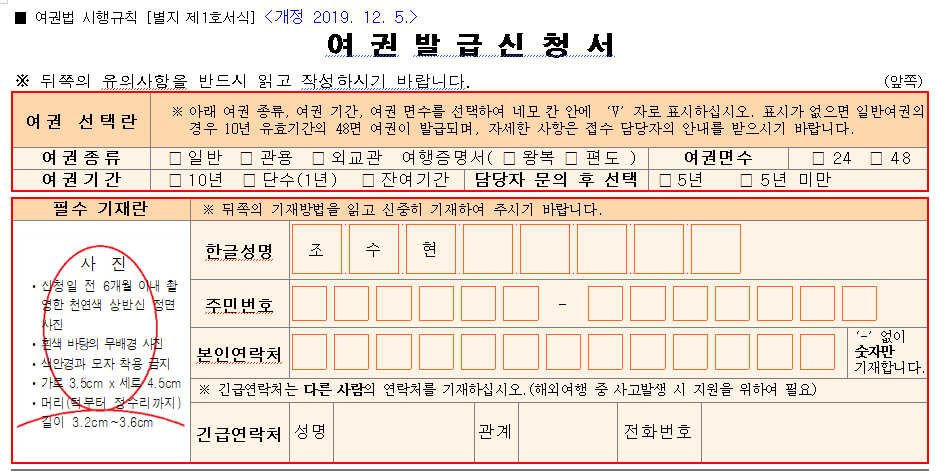 ■ 여권법 시행규칙 [별지 제1호서식] <개정 2019. 12. 5.>
여 권 발 급 신 청 서
※ 뒤쪽의 유의사항을 반드시 읽고 작성하시기 바랍니다.
(앞쪽)
여 권 선 택 란
※ 아래 여권 종류, 여권 기간, 여권 면수를 선택하여 네모 칸 안에 ‘V’자로 표시하십시오. 표시가 없으면 일반여권의
경우 10년 유효기간의 48면 여권이 발급되며, 자세한 사항은 접수 담당자의 안내를 받으시기 바랍니다.
여 권 종 류 □ 일반 □ 관용 □ 외교관 여행증명서( □ 왕복 □ 편도 ) 여권면수 □ 24 □ 48
여 권 기 간 □ 10년 □ 단수(1년) □ 잔여기간 담당자 문의 후 선택 □ 5년 □ 5년 미만
필수 기재란 ※ 뒤쪽의 기재방법을 읽고 신중히 기재하여 주시기 바랍니다.
사 진
• 신청일 전 6개월 이내 촬
영한 천연색 상반신 정면
사진
• 흰색 바탕의 무배경 사진
• 색안경과 모자 착용 금지
• 가로 3.5cm x 세로 4.5cm
• 머리(턱부터 정수리까지)
길이 3.2cm~3.6cm
한글성명 조 수 현
주민번호 -
본인연락처
‘-’ 없이
숫자만
기재합니다.
※ 긴급연락처는 다른 사람의 연락처를 기재하십시오.(해외여행 중 사고발생 시 지원을 위하여 필요)
긴급연락처 성명 관계 전화번호